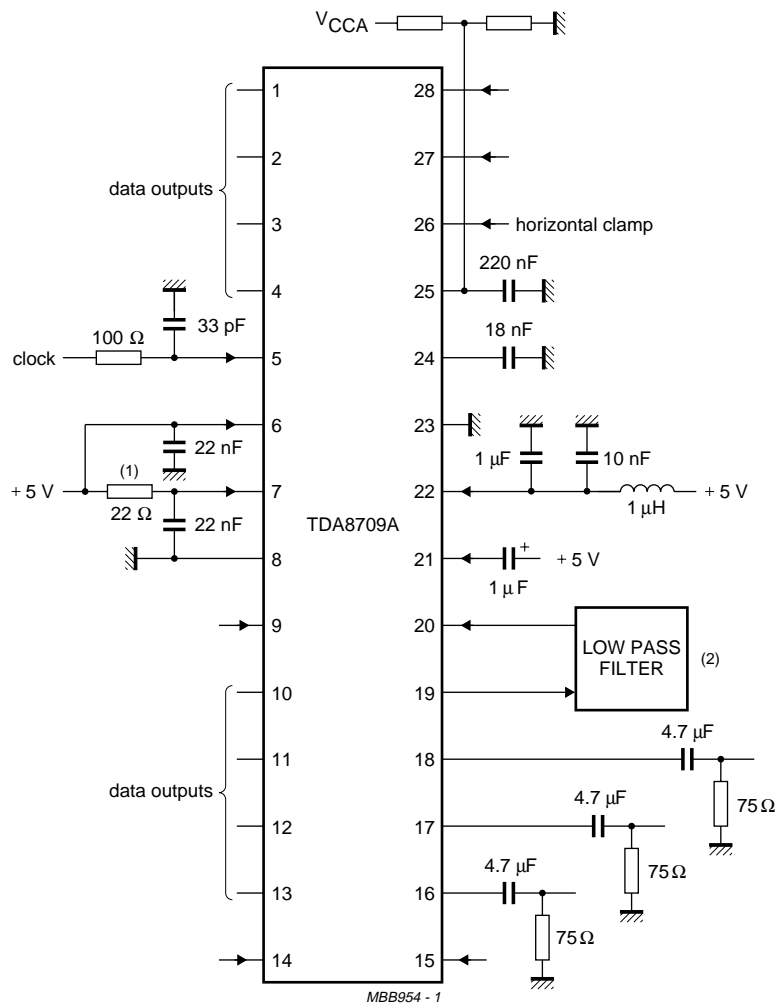 VCCA
1
28
2
27
data outputs
3
26
horizontal clamp
220 nF
4
25
33 pF
18 nF
100 Ω
clock
5
24
6
23
22 nF
1 µF
10 nF
(1)
+ 5 V
7
22
+ 5 V
22 Ω
22 nF
TDA8709A
1 µH
8
21
+
+ 5 V
1 µ F
9
20
LOW PASS
FILTER
(2)
10
19
4.7 µF
11
18
data outputs
4.7 µF
75 Ω
12
17
4.7 µF
13
16
75 Ω
75 Ω
14
15
MBB954 - 1